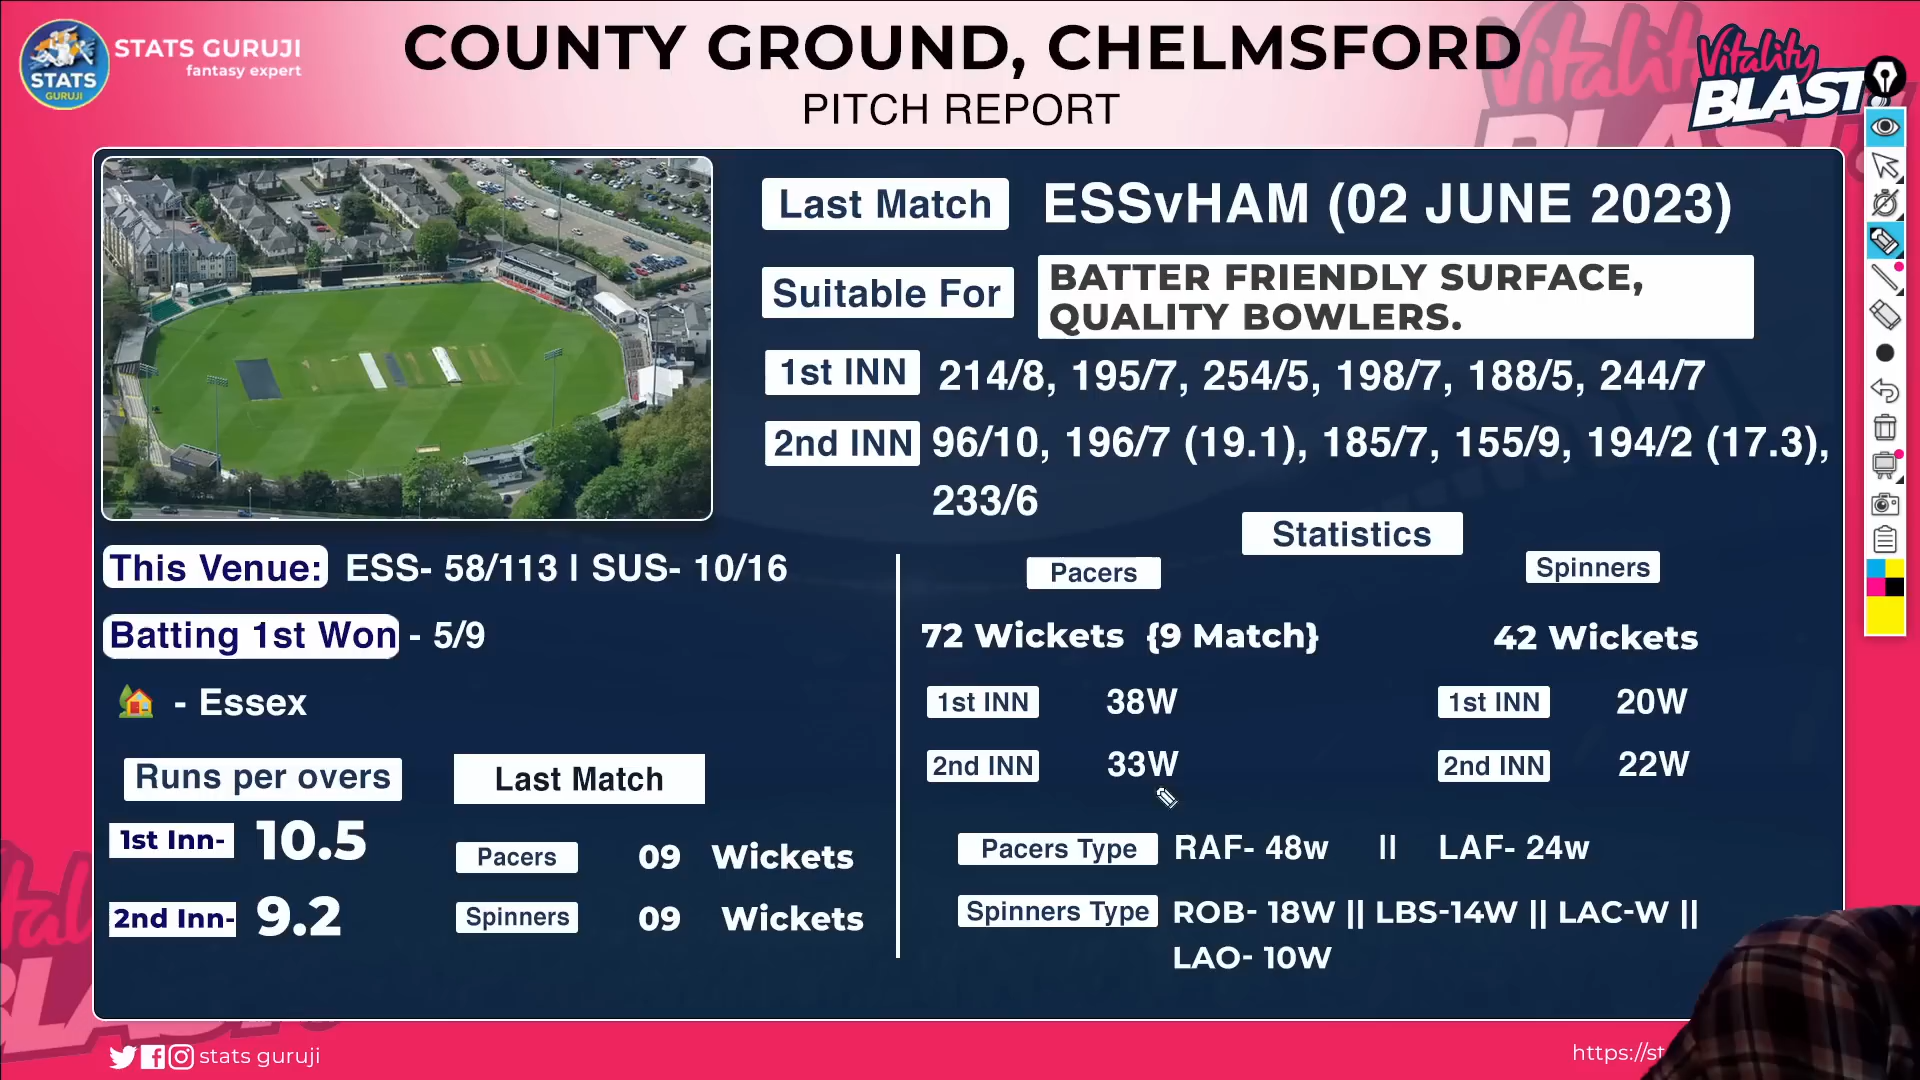 STATS GURUJI
fantasy expert
STATS
GURUJI
COUNTY GROUND, CHELMSFORD
PITCH REPORT
Vitality
BLAST
Last Match ESSvHAM (02 JUNE 2023)
Suitable For BATTER FRIENDLY SURFACE,
QUALITY BOWLERS.
1st INN 214/8, 195/7, 254/5, 198/7, 188/5, 244/7
2nd INN 96/10, 196/7 (19.1), 185/7, 155/9, 194/2 (17.3),
233/6
This Venue: ESS- 58/113 | SUS- 10/16
Batting 1st Won - 5/9
- Essex
Runs per overs
1st Inn- 10.5
2nd Inn- 9.2
Last Match
Pacers 09 Wickets
Spinners 09 Wickets
Statistics
Pacers
Spinners
72 Wickets {9 Match}
42 Wickets
1st INN 38W
1st INN 20W
2nd INN 33W
2nd INN 22W
Pacers Type RAF- 48w || LAF- 24w
Spinners Type ROB- 18W || LBS-14W || LAC-W ||
LAO- 10W
stats guruji
https://st